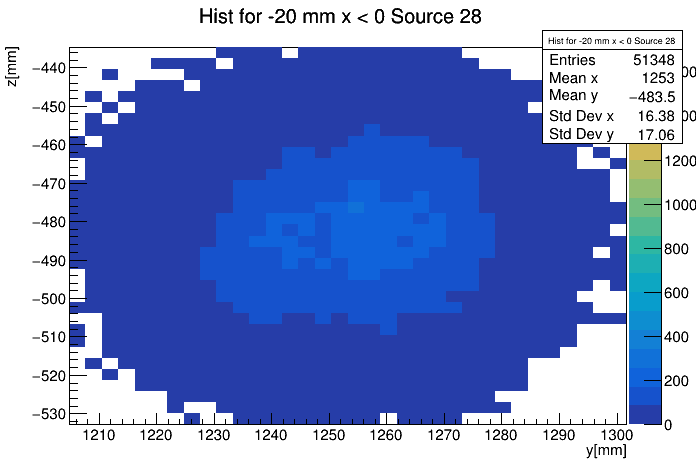 Hist for -20 mm x < 0 Source 28
Hist for -20 mm x < 0 Source 28
Entries 51348
Mean x 1253
Mean y −483.5
Std Dev x 16.38
Std Dev y 17.06
z[mm]
−440
−450
−460
−470
−480
−490
−500
−510
−520
−530
1200
1000
800
600
400
200
0
1210 1220 1230 1240 1250 1260 1270 1280 1290 1300
y[mm]